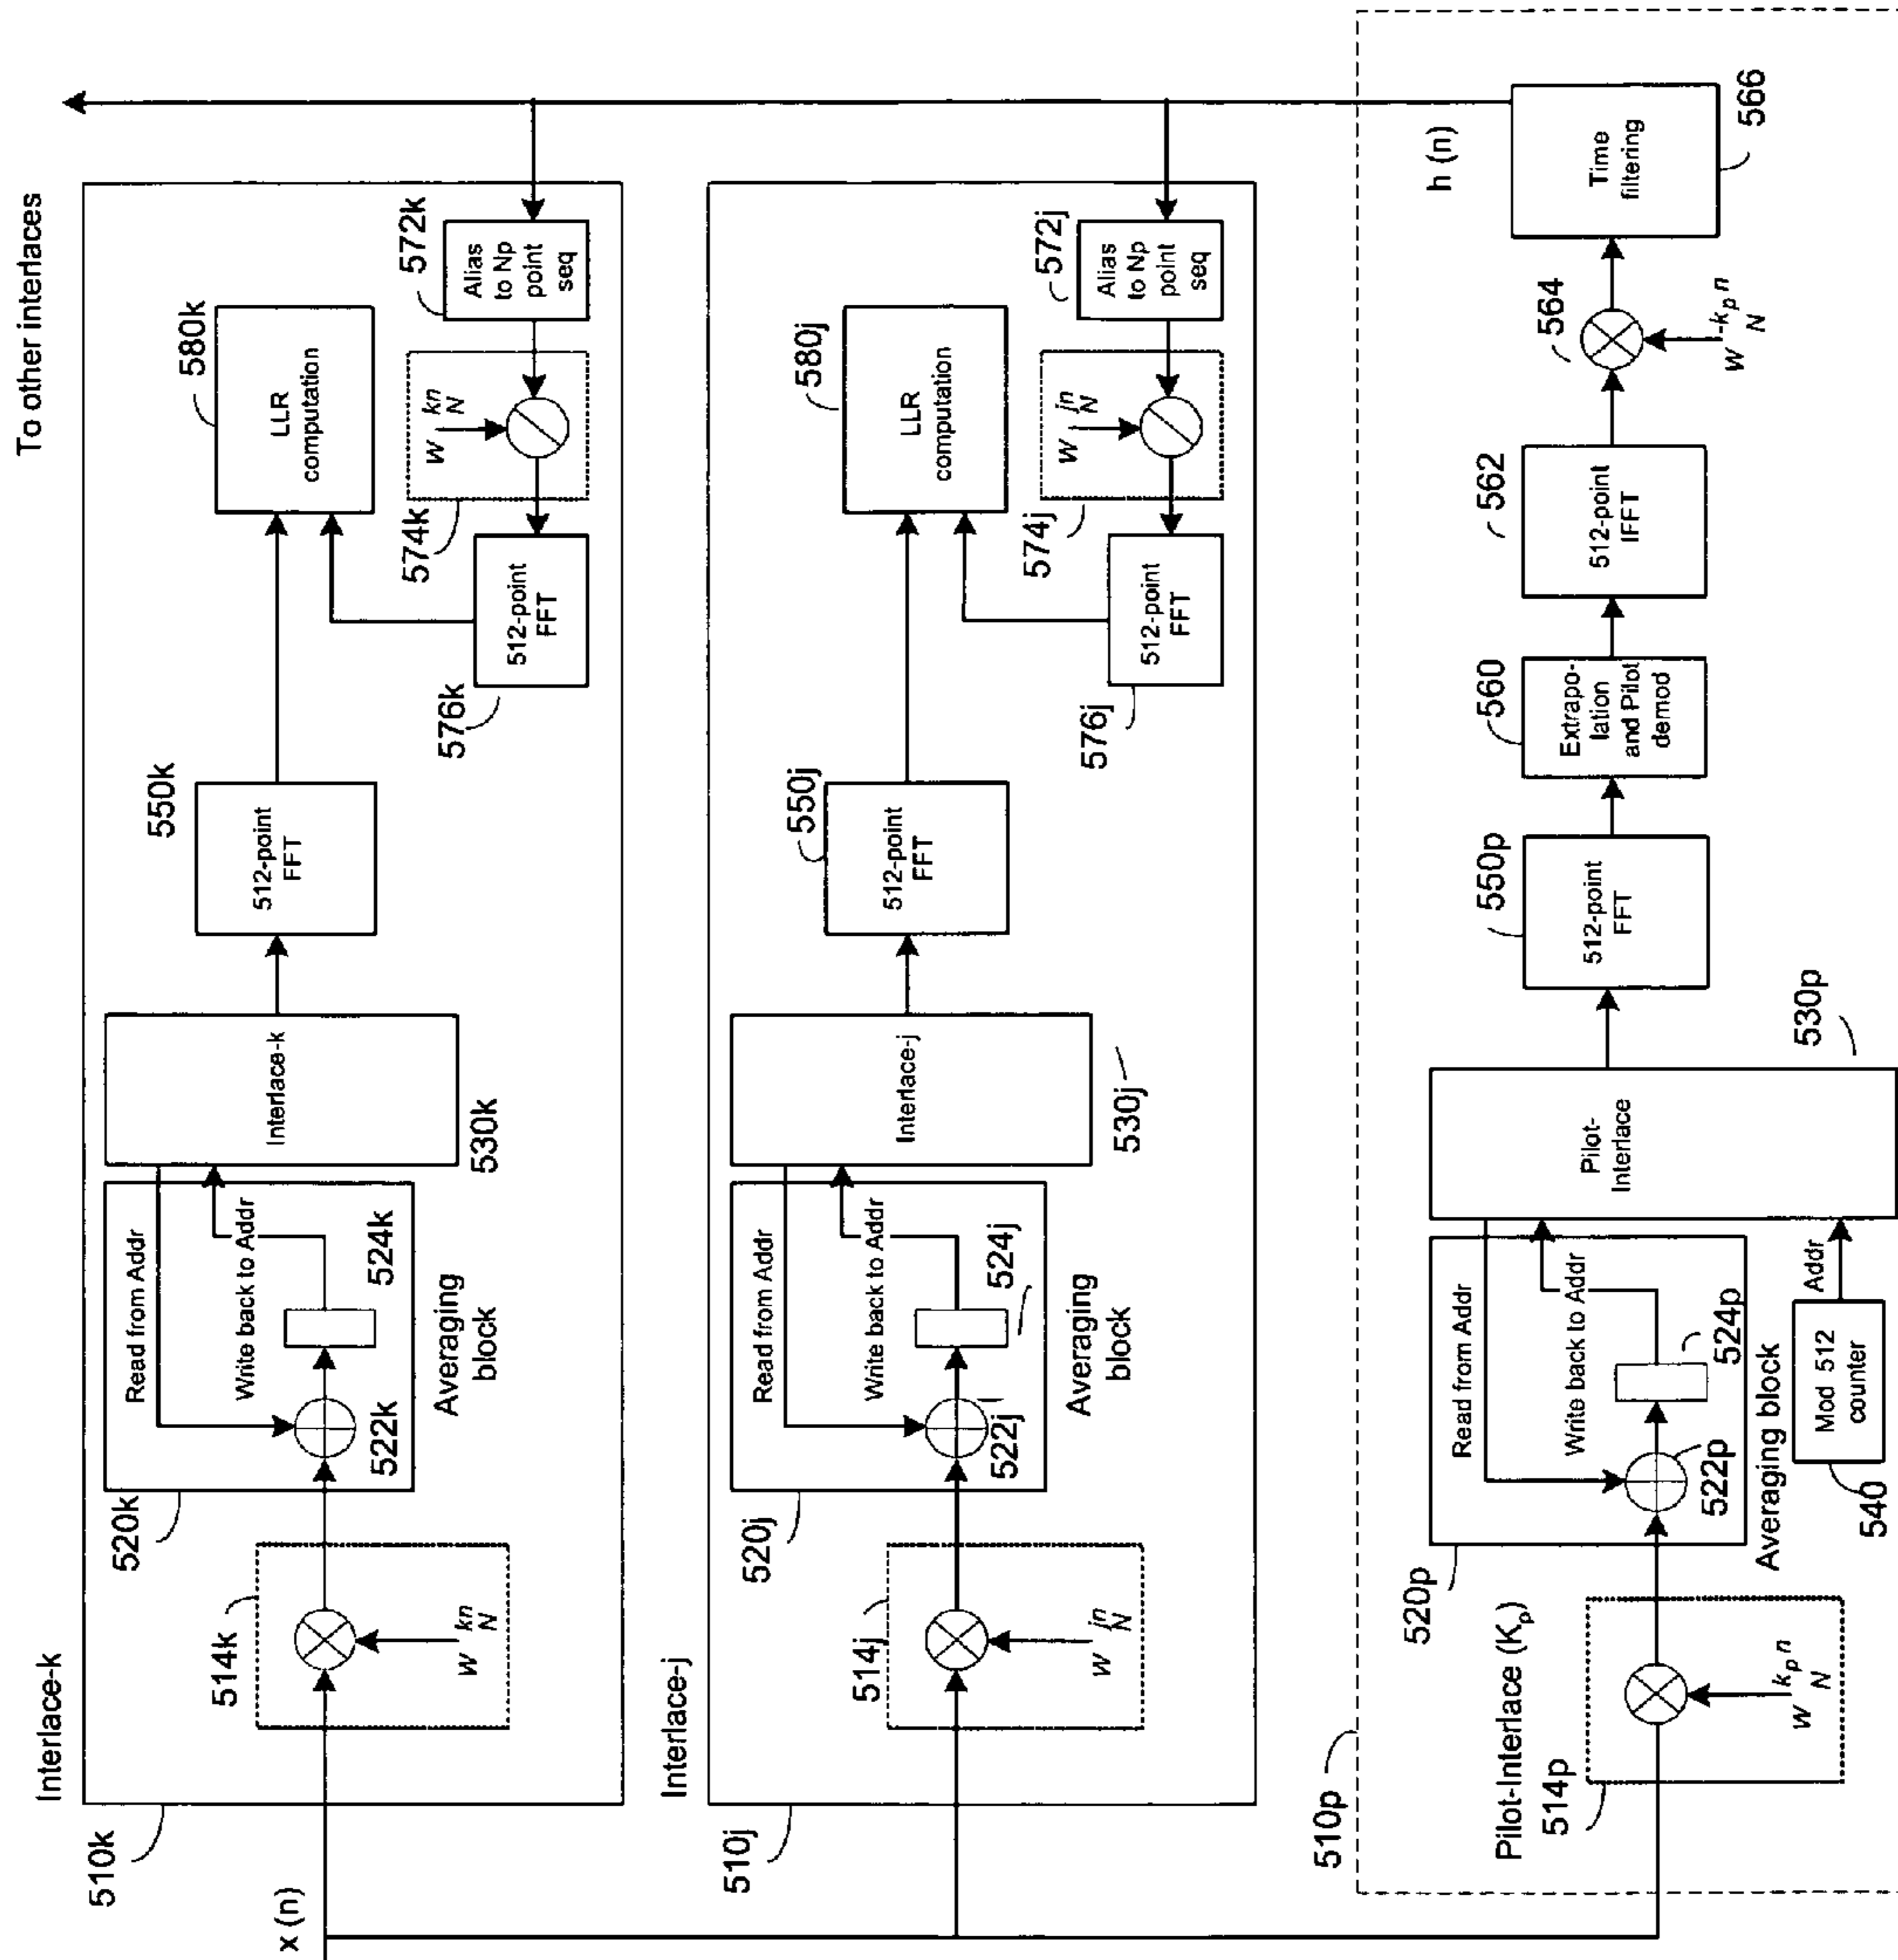 To other interlaces
Interlace-k
510k
x (n)
514k
W kn N
520k
522k
Read from Addr
Write back to Addr
524k
Averaging
block
Interlace-k
530k
550k
512-point
FFT
580k
LLR
computation
572k
Alias
to Np
point
seq
574k
W kn N
576k
512-point
FFT
Interlace-j
510j
514j
W jn N
520j
522j
Read from Addr
Write back to Addr
524j
Averaging
block
Interlace-j
530j
550j
512-point
FFT
580j
LLR
computation
572j
Alias
to Np
point
seq
574j
W jn N
576j
512-point
FFT
510p
Pilot-Interlace (Kp)
514p
W kp n N
520p
522p
Read from Addr
Write back to Addr
524p
Averaging block
Mod 512
counter
540
Addr
Pilot-
Interlace
530p
550p
512-point
FFT
560
Extrapo-
lation
and Pilot
demod
562
512-point
IFFT
564
W -kp n N
Time
filtering
566
h (n)